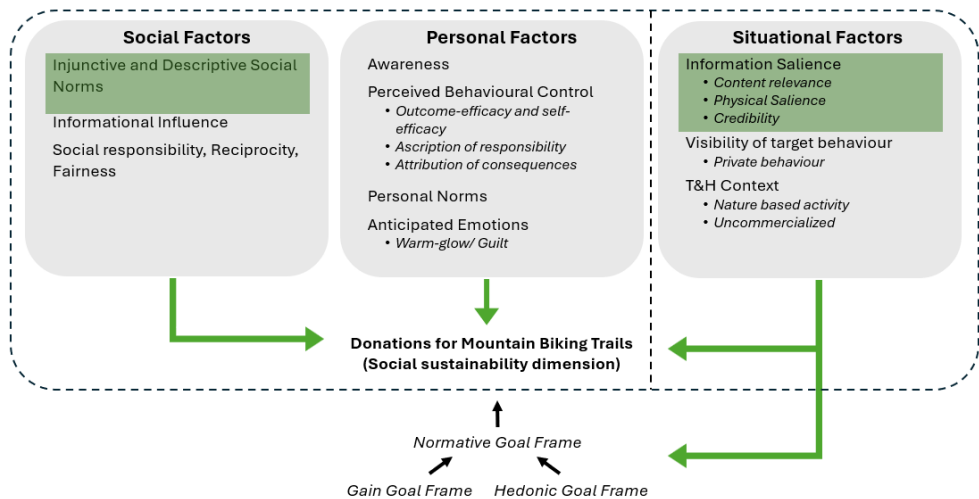 Social Factors
Injunctive and Descriptive Social
Norms
Informational Influence
Social responsibility, Reciprocity,
Fairness
Personal Factors
Awareness
Perceived Behavioural Control
• Outcome-efficacy and self-
efficacy
• Ascription of responsibility
• Attribution of consequences
Personal Norms
Anticipated Emotions
• Warm-glow/ Guilt
Situational Factors
Information Salience
• Content relevance
• Physical Salience
• Credibility
Visibility of target behaviour
• Private behaviour
T&H Context
• Nature based activity
• Uncommercialized
Donations for Mountain Biking Trails
(Social sustainability dimension)
Normative Goal Frame
Gain Goal Frame
Hedonic Goal Frame